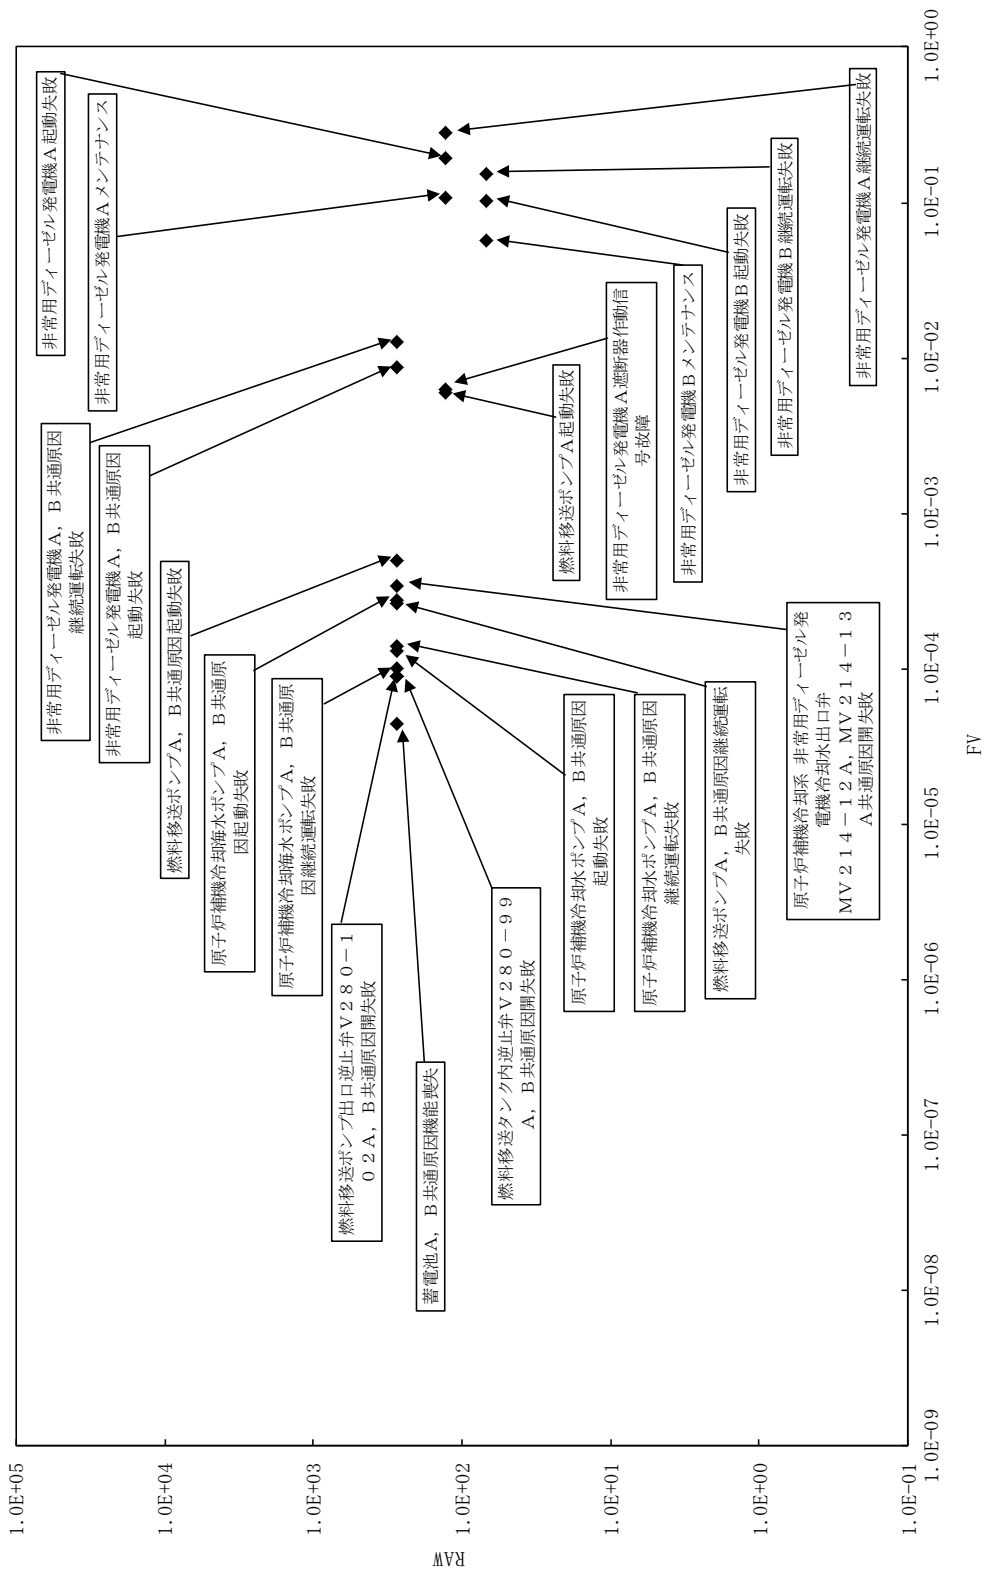 RAW
1.0E+05
1.0E+04
1.0E+03
1.0E+02
1.0E+01
1.0E+00
1.0E-01
1.0E-09
1.0E-08
1.0E-07
1.0E-06
1.0E-05
1.0E-04
1.0E-03
1.0E-02
1.0E-01
1.0E+00
FV
非常用ディーゼル発電機A起動失敗
非常用ディーゼル発電機Aメンテナンス
非常用ディーゼル発電機A，B共通原因
継続運転失敗
非常用ディーゼル発電機A，B共通原因
起動失敗
燃料移送ポンプA，B共通原因起動失敗
原子炉補機冷却海水ポンプA，B共通原
因起動失敗
原子炉補機冷却海水ポンプA，B共通原
因継続運転失敗
燃料移送ポンプ出口逆止弁V280-1
02A，B共通原因開失敗
蓄電池A，B共通原因機能喪失
燃料移送タンク内逆止弁V280-99
A，B共通原因開失敗
原子炉補機冷却水ポンプA，B共通原因
起動失敗
原子炉補機冷却水ポンプA，B共通原因
継続運転失敗
燃料移送ポンプA，B共通原因継続運転
失敗
原子炉補機冷却系 非常用ディーゼル発
電機冷却水出口弁
MV214-12A，MV214-13
A共通原因開失敗
燃料移送ポンプA起動失敗
非常用ディーゼル発電機A遮断器作動信
号故障
非常用ディーゼル発電機Bメンテナンス
非常用ディーゼル発電機B起動失敗
非常用ディーゼル発電機B継続運転失敗
非常用ディーゼル発電機A継続運転失敗